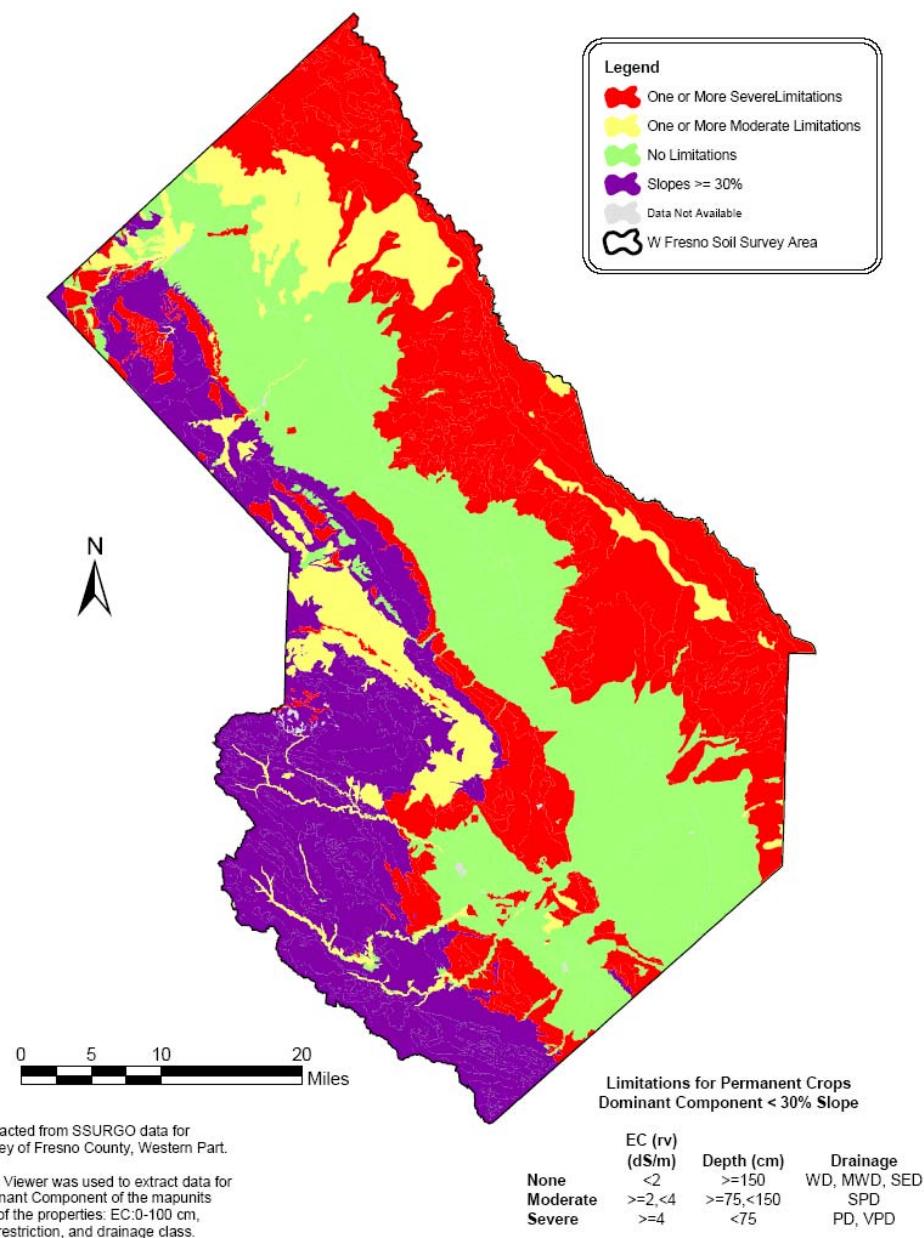 Legend
One or More SevereLimitations
One or More Moderate Limitations
No Limitations
Slopes >= 30%
Data Not Available
W Fresno Soil Survey Area
N
0 5 10 20
Miles
Limitations for Permanent Crops
Dominant Component < 30% Slope
acted from SSURGO data for
ey of Fresno County, Western Part.
Viewer was used to extract data for
nant Component of the mapunits
of the properties: EC:0-100 cm,
restriction, and drainage class.
EC (rv)
(dS/m) Depth (cm) Drainage
None <2 >=150 WD, MWD, SED
Moderate >=2,<4 >=75,<150 SPD
Severe >=4 <75 PD, VPD